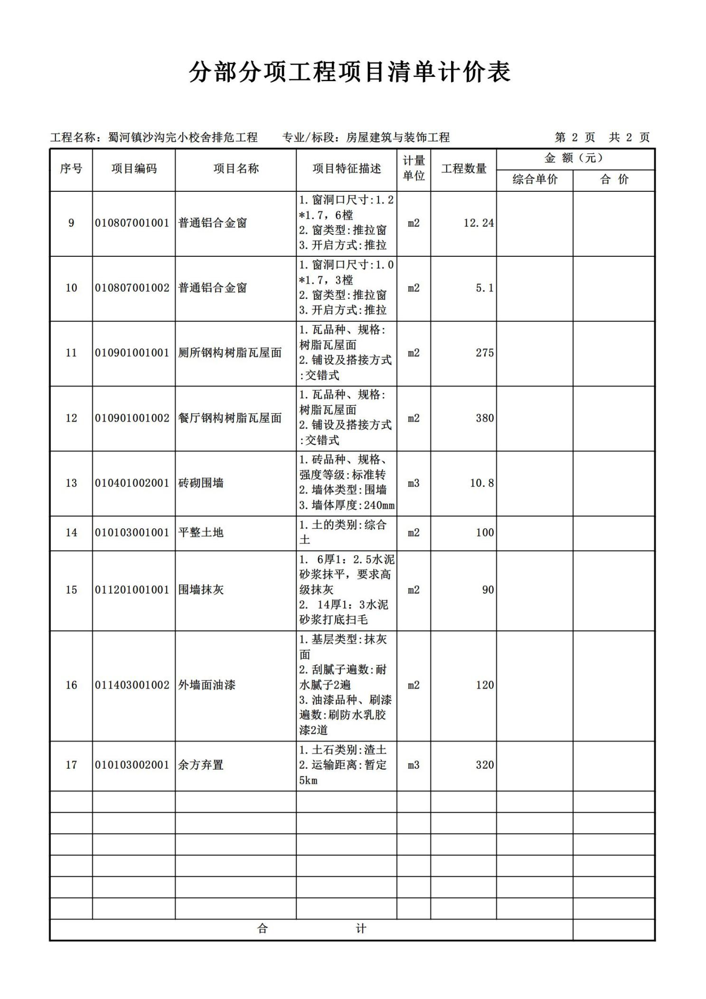 分部分项工程项目清单计价表
工程名称：蜀河镇沙沟完小校舍排危工程 专业/标段：房屋建筑与装饰工程 第 2 页 共 2 页
序号 项目编码 项目名称 项目特征描述 计量 工程数量 金 额（元）
单位 综合单价 合 价
9 010807001001 普通铝合金窗 1.窗洞口尺寸:1.2 m2 12.24
*1.7，6樘
2.窗类型:推拉窗
3.开启方式:推拉
10 010807001002 普通铝合金窗 1.窗洞口尺寸:1.0 m2 5.1
*1.7，3樘
2.窗类型:推拉窗
3.开启方式:推拉
11 010901001001 厕所钢构树脂瓦屋面 1.瓦品种、规格: m2 275
树脂瓦屋面
2.铺设及搭接方式
:交错式
12 010901001002 餐厅钢构树脂瓦屋面 1.瓦品种、规格: m2 380
树脂瓦屋面
2.铺设及搭接方式
:交错式
13 010401002001 砖砌围墙 1.砖品种、规格、 m3 10.8
强度等级:标准转
2.墙体类型:围墙
3.墙体厚度:240mm
14 010103001001 平整土地 1.土的类别:综合 m2 100
土
15 011201001001 围墙抹灰 1. 6厚1：2.5水泥 m2 90
砂浆抹平，要求高
级抹灰
2. 14厚1：3水泥
砂浆打底扫毛
16 011403001002 外墙面油漆 1.基层类型:抹灰 m2 120
面
2.刮腻子遍数:耐
水腻子2遍
3.油漆品种、刷漆
遍数:刷防水乳胶
漆2道
17 010103002001 余方弃置 1.土石类别:渣土 m3 320
2.运输距离:暂定
5km
合 计